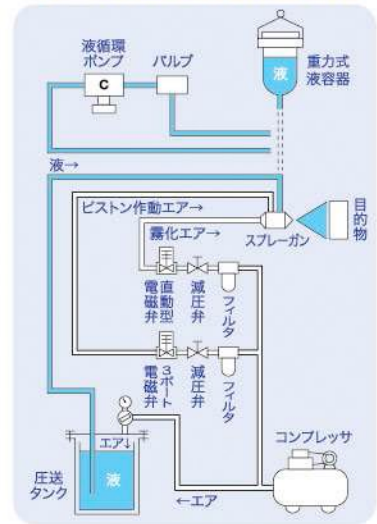 液循環
ポンプ
バルブ
C
液
重力式
液容器
液→
ピストン作動エア→
霧化エア→
スプレーガン
目的物
直動型
電磁弁
減圧弁
フィルタ
3ポート
電磁弁
減圧弁
フィルタ
エア↓
液
圧送
タンク
←エア
コンプレッサ